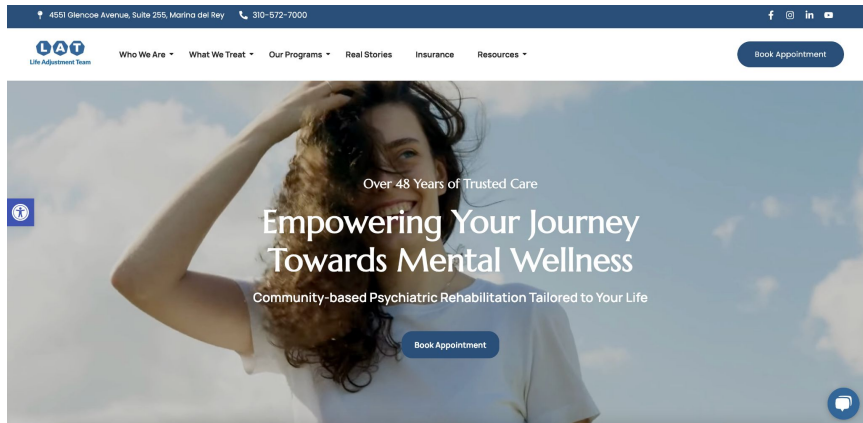 4551 Glencoe Avenue, Suite 255, Marina del Rey 310-572-7000
LAT
Life Adjustment Team
Who We Are What We Treat Our Programs Real Stories Insurance Resources Book Appointment
Over 48 Years of Trusted Care
Empowering Your Journey
Towards Mental Wellness
Community-based Psychiatric Rehabilitation Tailored to Your Life
Book Appointment